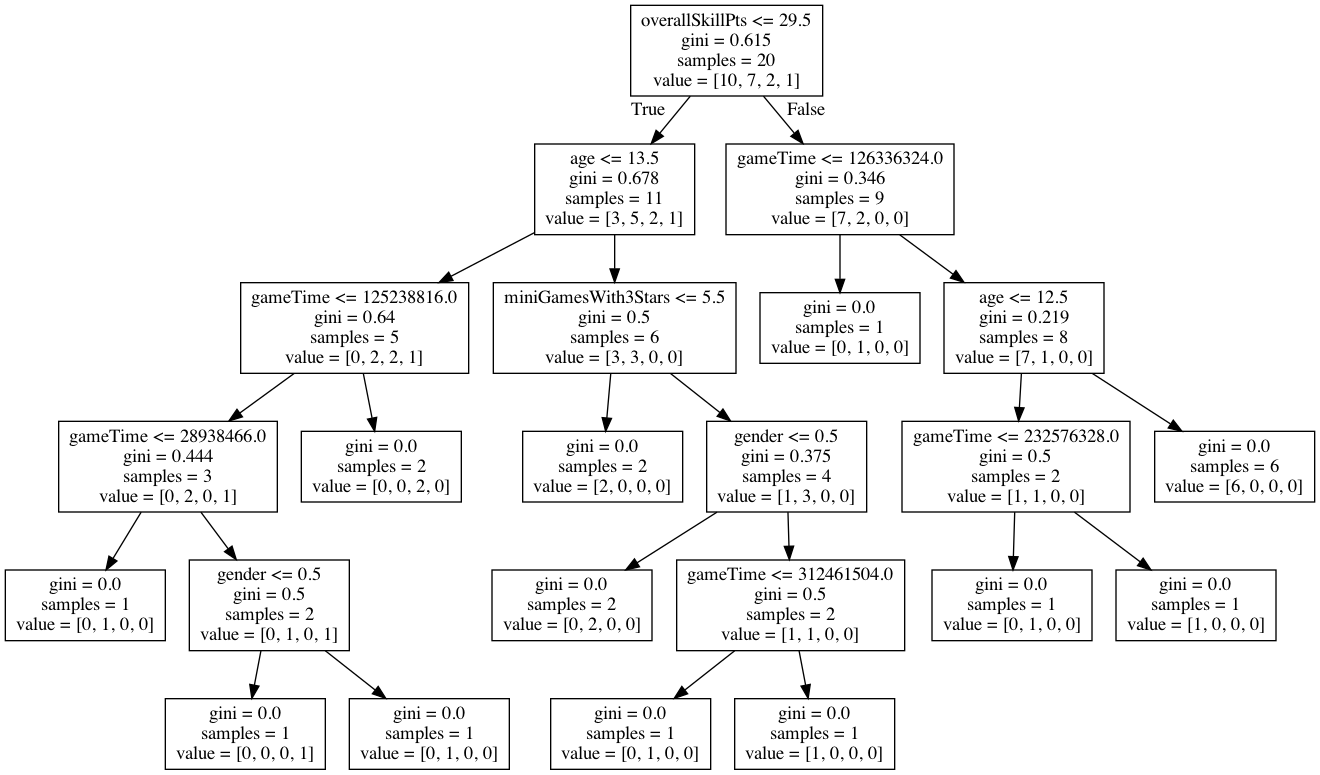 overallSkillPts <= 29.5
gini = 0.615
samples = 20
value = [10, 7, 2, 1]
True
False
age <= 13.5
gini = 0.678
samples = 11
value = [3, 5, 2, 1]
gameTime <= 126336324.0
gini = 0.346
samples = 9
value = [7, 2, 0, 0]
gameTime <= 125238816.0
gini = 0.64
samples = 5
value = [0, 2, 2, 1]
miniGamesWith3Stars <= 5.5
gini = 0.5
samples = 6
value = [3, 3, 0, 0]
gini = 0.0
samples = 1
value = [0, 1, 0, 0]
age <= 12.5
gini = 0.219
samples = 8
value = [7, 1, 0, 0]
gameTime <= 28938466.0
gini = 0.444
samples = 3
value = [0, 2, 0, 1]
gini = 0.0
samples = 2
value = [0, 0, 2, 0]
gini = 0.0
samples = 2
value = [2, 0, 0, 0]
gender <= 0.5
gini = 0.375
samples = 4
value = [1, 3, 0, 0]
gameTime <= 232576328.0
gini = 0.5
samples = 2
value = [1, 1, 0, 0]
gini = 0.0
samples = 6
value = [6, 0, 0, 0]
gini = 0.0
samples = 1
value = [0, 1, 0, 0]
gender <= 0.5
gini = 0.5
samples = 2
value = [0, 1, 0, 1]
gini = 0.0
samples = 2
value = [0, 2, 0, 0]
gameTime <= 312461504.0
gini = 0.5
samples = 2
value = [1, 1, 0, 0]
gini = 0.0
samples = 1
value = [0, 1, 0, 0]
gini = 0.0
samples = 1
value = [1, 0, 0, 0]
gini = 0.0
samples = 1
value = [0, 0, 0, 1]
gini = 0.0
samples = 1
value = [0, 1, 0, 0]
gini = 0.0
samples = 1
value = [0, 1, 0, 0]
gini = 0.0
samples = 1
value = [1, 0, 0, 0]